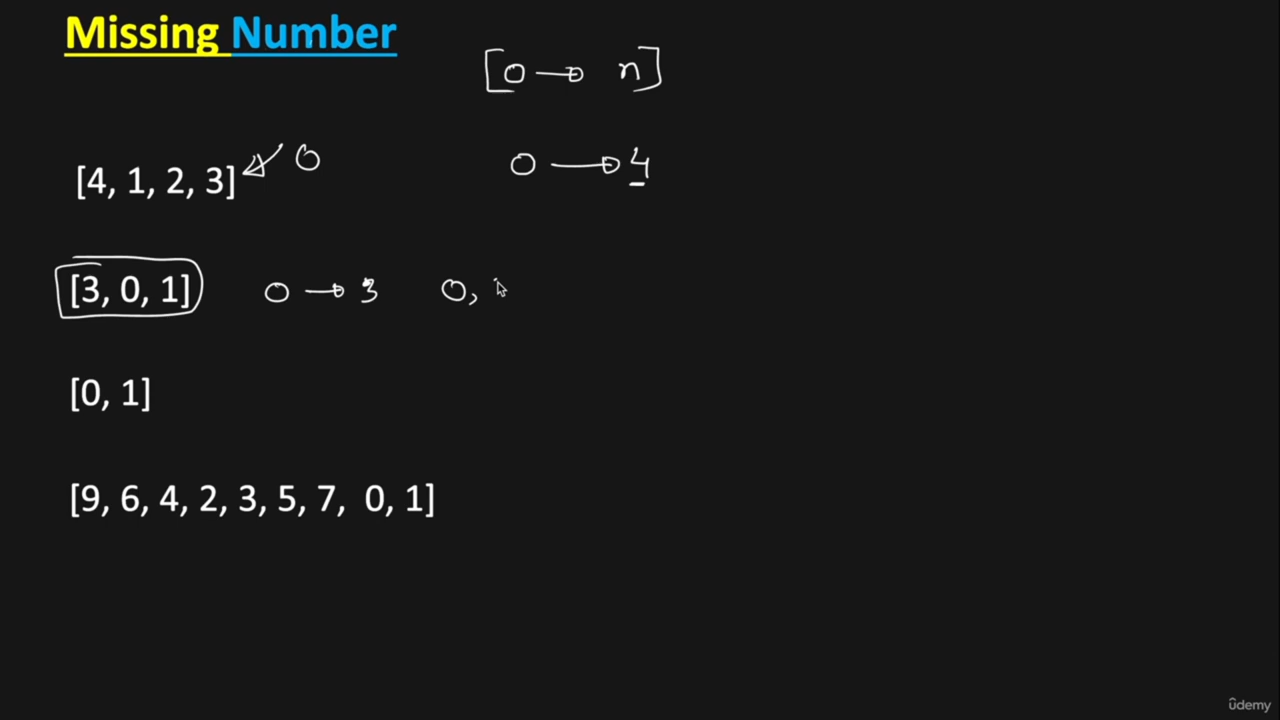 Missing Number
[0 → n]
[4, 1, 2, 3] ← 0 0 → 4
[3, 0, 1] 0 → 3 0,
[0, 1]
[9, 6, 4, 2, 3, 5, 7, 0, 1]
ûdemy